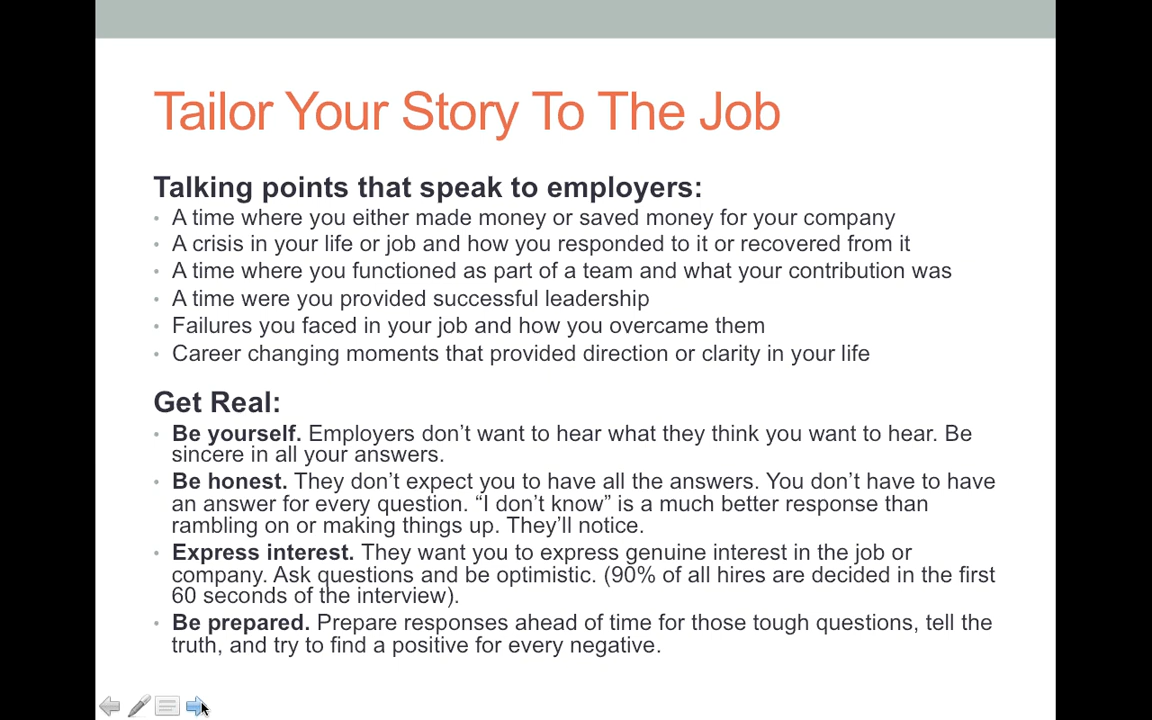 Tailor Your Story To The Job
Talking points that speak to employers:
• A time where you either made money or saved money for your company
• A crisis in your life or job and how you responded to it or recovered from it
• A time where you functioned as part of a team and what your contribution was
• A time were you provided successful leadership
• Failures you faced in your job and how you overcame them
• Career changing moments that provided direction or clarity in your life
Get Real:
• Be yourself. Employers don’t want to hear what they think you want to hear. Be
sincere in all your answers.
• Be honest. They don’t expect you to have all the answers. You don’t have to have
an answer for every question. “I don’t know” is a much better response than
rambling on or making things up. They’ll notice.
• Express interest. They want you to express genuine interest in the job or
company. Ask questions and be optimistic. (90% of all hires are decided in the first
60 seconds of the interview).
• Be prepared. Prepare responses ahead of time for those tough questions, tell the
truth, and try to find a positive for every negative.